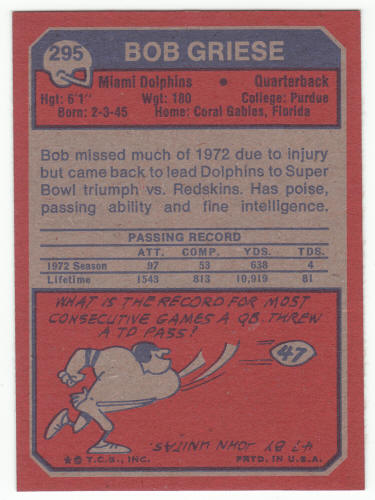 295
BOB GRIESE
Miami Dolphins • Quarterback
Hgt: 6'1" Wgt: 180 College: Purdue
Born: 2-3-45 Home: Coral Gables, Florida
Bob missed much of 1972 due to injury
but came back to lead Dolphins to Super
Bowl triumph vs. Redskins. Has poise,
passing ability and fine intelligence.
PASSING RECORD
ATT. COMP. YDS. TDS.
1972 Season 97 53 638 4
Lifetime 1543 813 10,919 81
WHAT IS THE RECORD FOR MOST
CONSECUTIVE GAMES A QB THREW
A TD PASS?
47
47 BY JOHN UNITAS.
★© T.C.G., INC. PRTD. IN U.S.A.